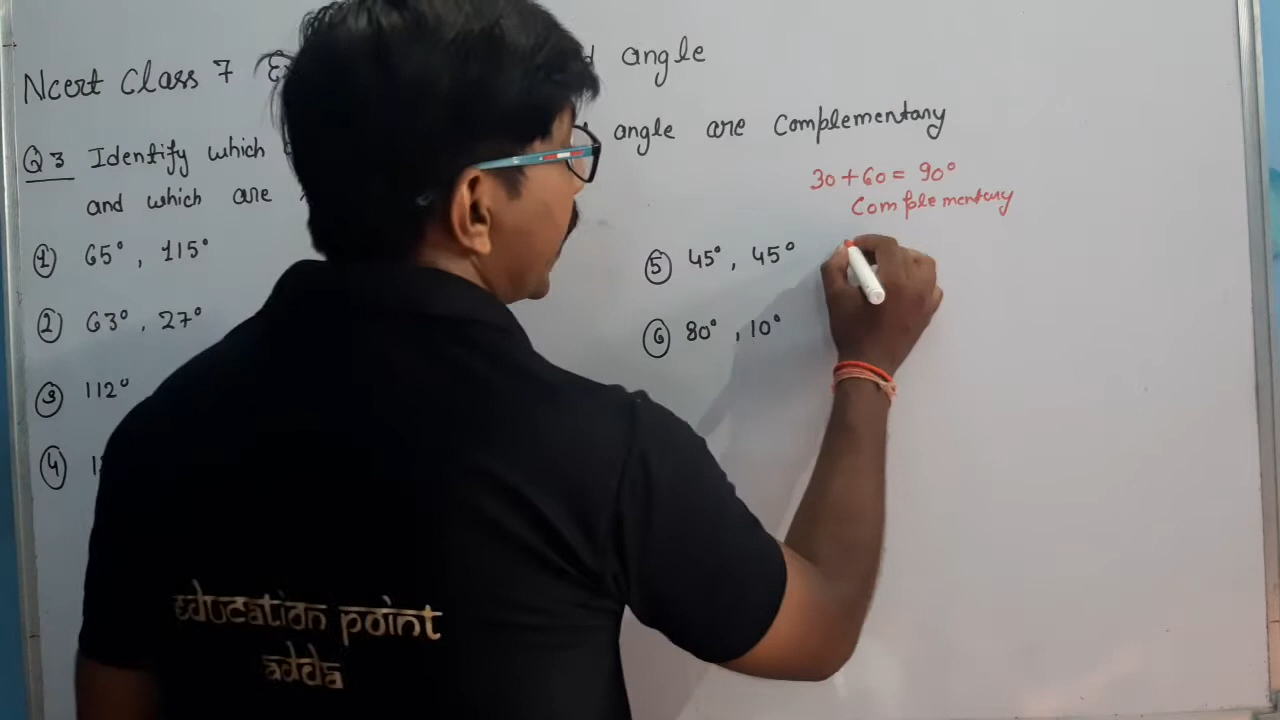 Ncert Class 7 angle
Q3 Identify which angle are complementary
and which are
30+60 = 90°
Complementary
① 65°, 115°
② 63°, 27°
③ 112°
④ 1
⑤ 45°, 45°
⑥ 80°, 10°
education point
adda